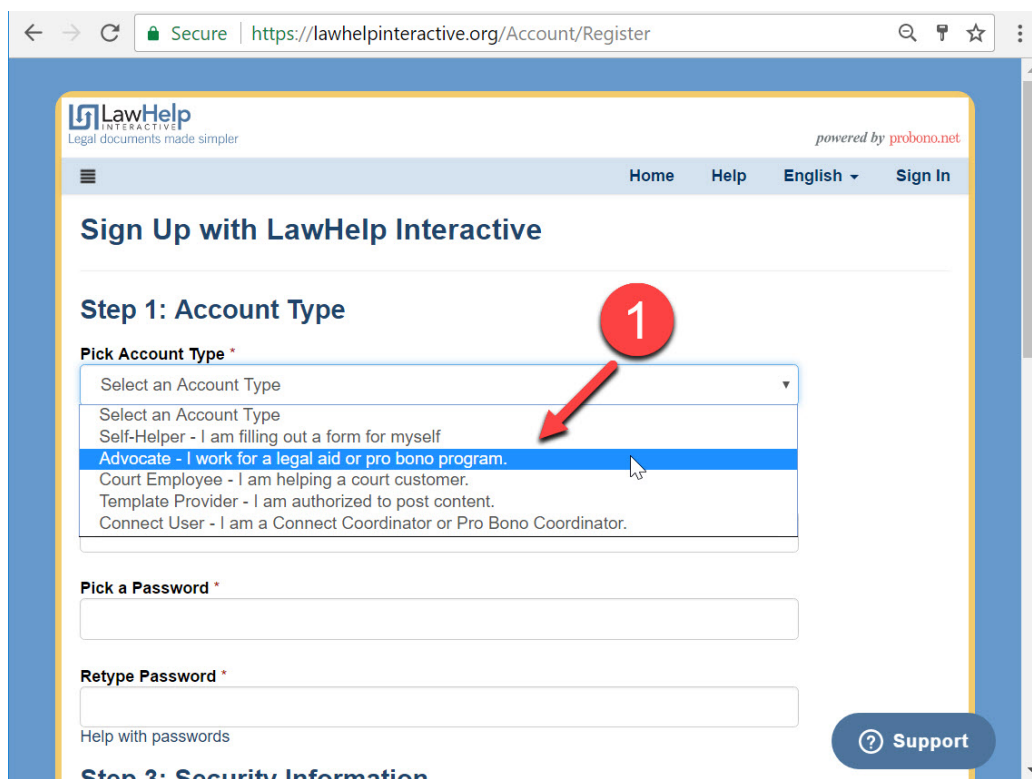 Secure | https://lawhelpinteractive.org/Account/Register
LawHelp
INTERACTIVE
Legal documents made simpler
powered by probono.net
Home Help English Sign In
Sign Up with LawHelp Interactive
Step 1: Account Type
1
Pick Account Type *
Select an Account Type
Select an Account Type
Self-Helper - I am filling out a form for myself
Advocate - I work for a legal aid or pro bono program.
Court Employee - I am helping a court customer.
Template Provider - I am authorized to post content.
Connect User - I am a Connect Coordinator or Pro Bono Coordinator.
Pick a Password *
Retype Password *
Help with passwords
Support
Step 3: Security Information